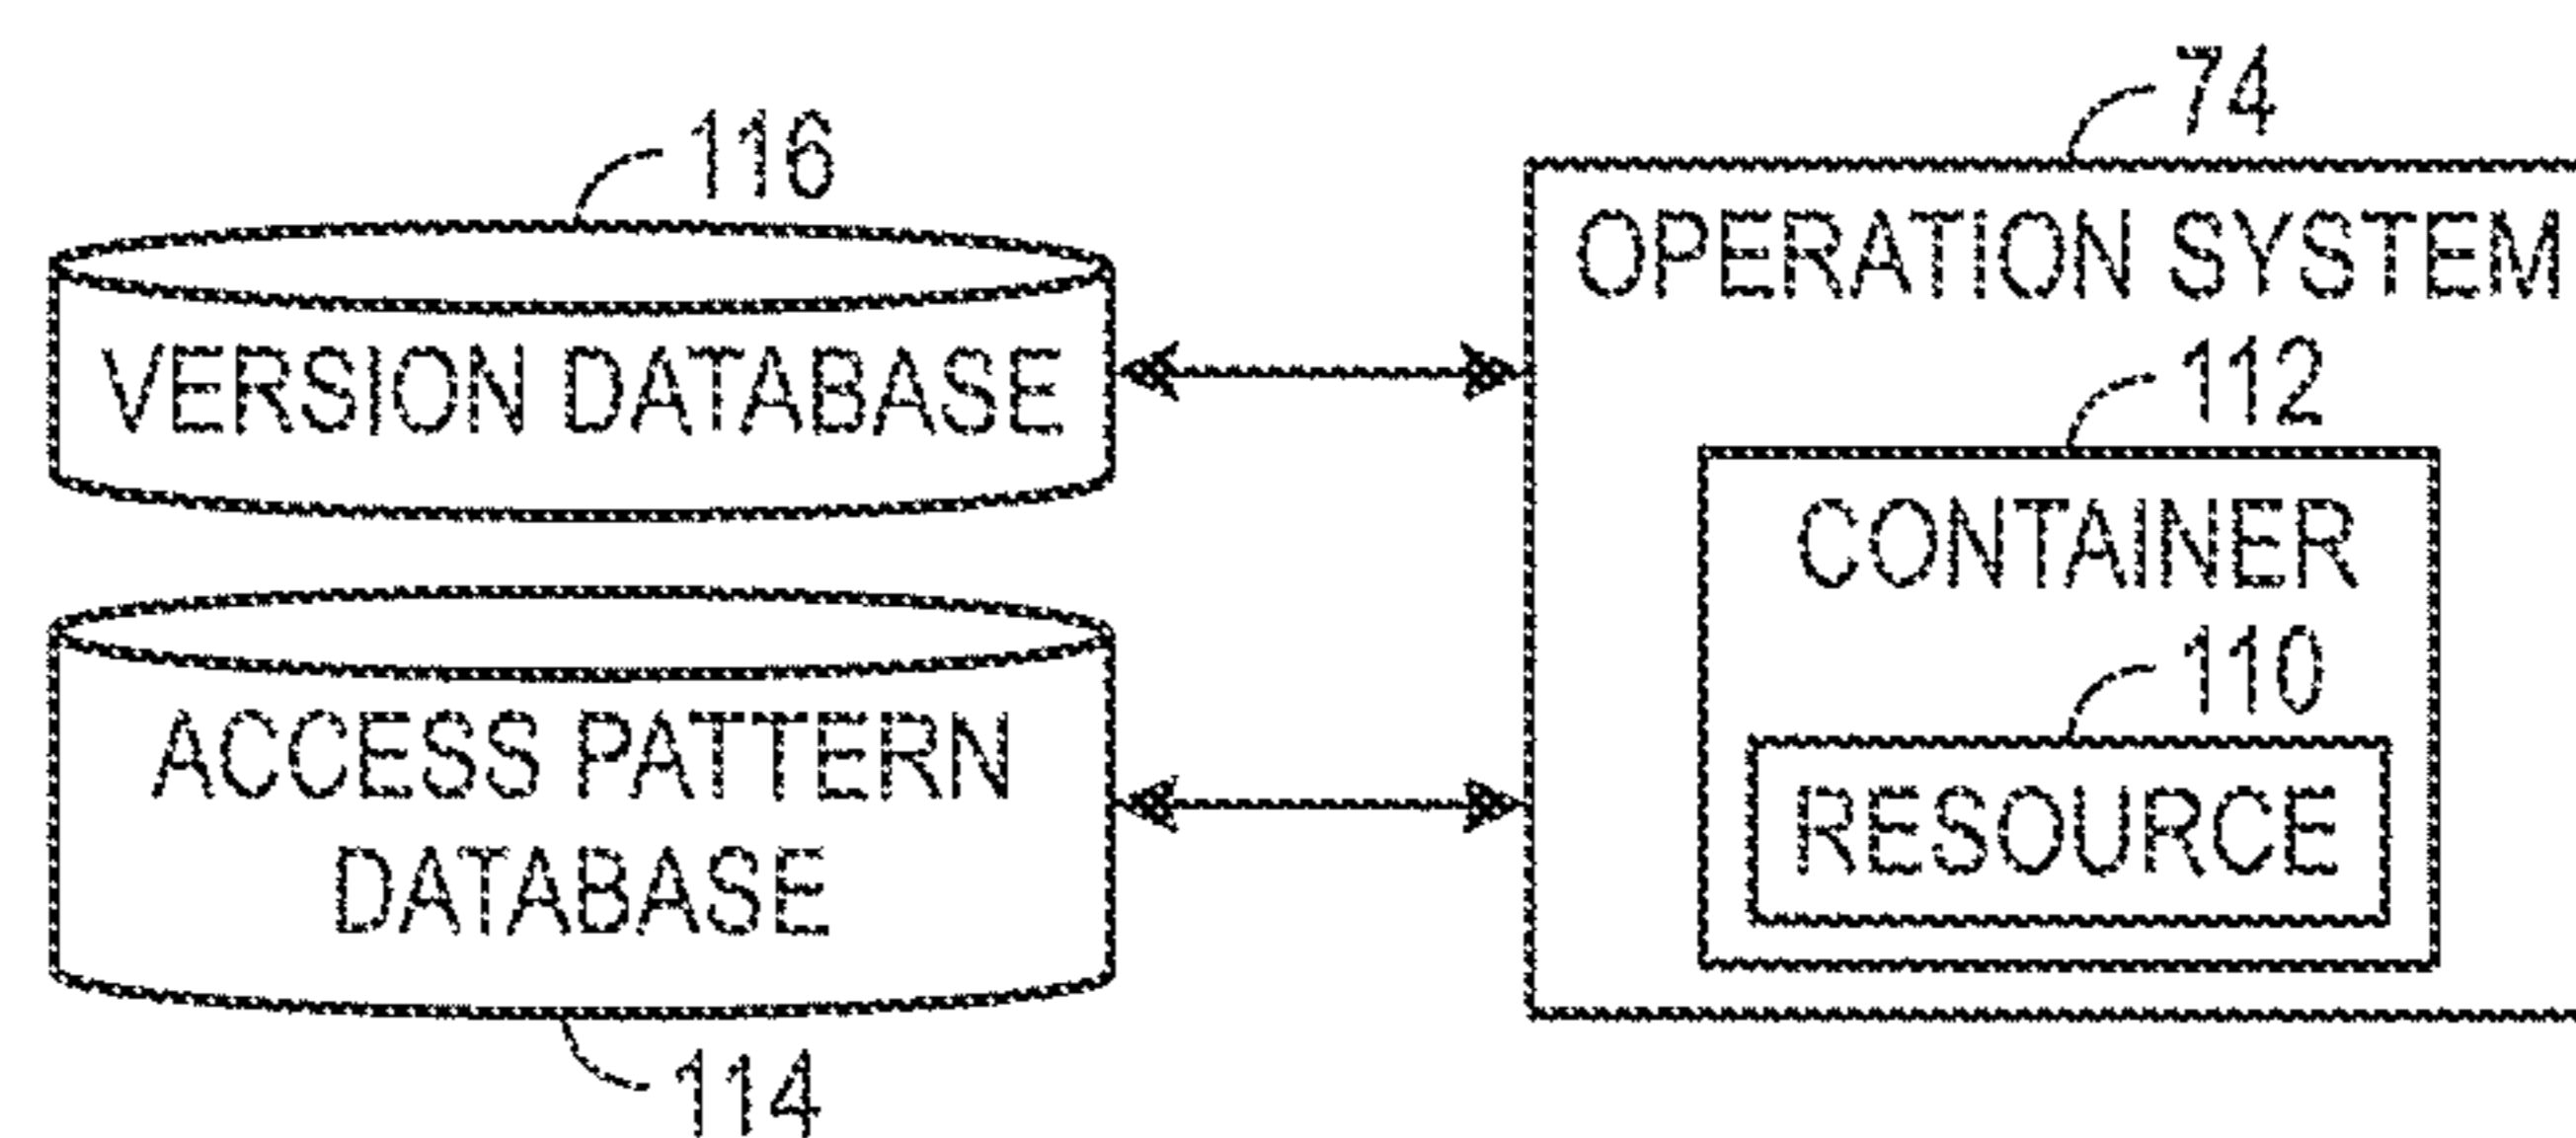 116
VERSION DATABASE
ACCESS PATTERN
DATABASE
114
74
OPERATION SYSTEM
112
CONTAINER
110
RESOURCE